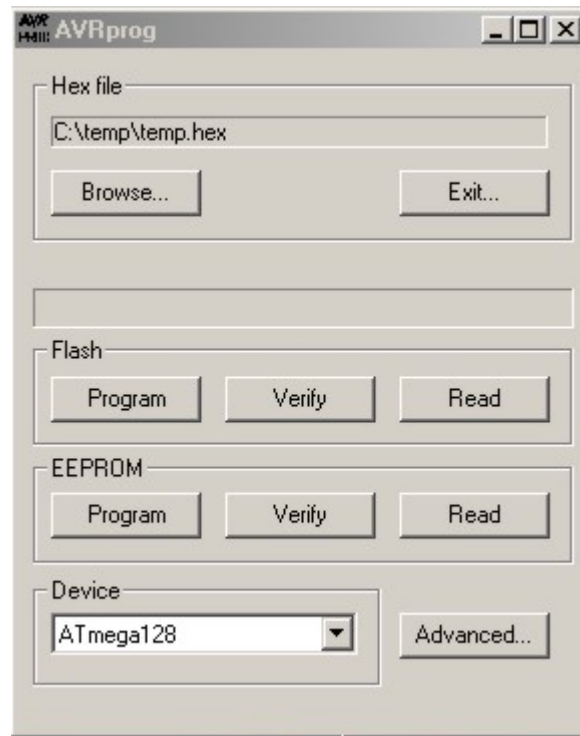 AVRprog
Hex file
C:\temp\temp.hex
Browse... Exit...
Flash
Program Verify Read
EEPROM
Program Verify Read
Device
ATmega128 Advanced...